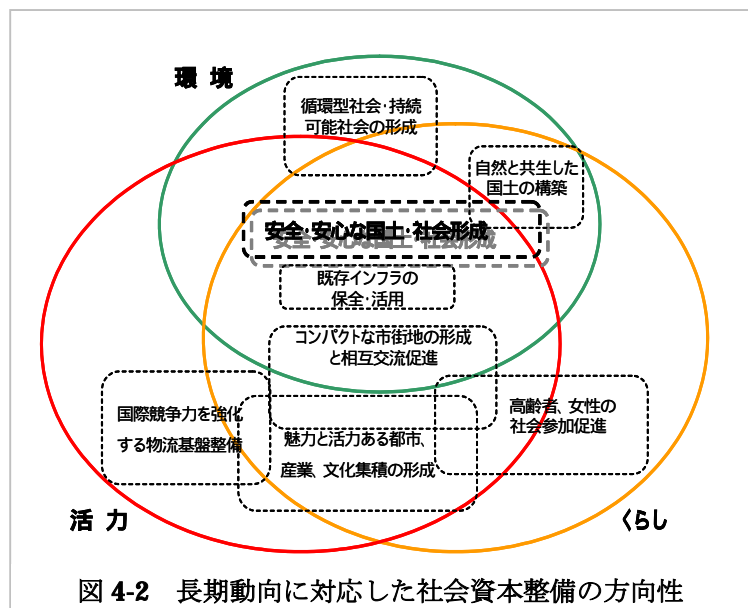 環 境
循環型社会・持続
可能社会の形成
自然と共生した
国土の構築
安全・安心な国土・社会形成
既存インフラの
保全・活用
コンパクトな市街地の形成
と相互交流促進
国際競争力を強化
する物流基盤整備
魅力と活力ある都市、
産業、文化集積の形成
高齢者、女性の
社会参加促進
活 力
くらし
図 4-2 長期動向に対応した社会資本整備の方向性